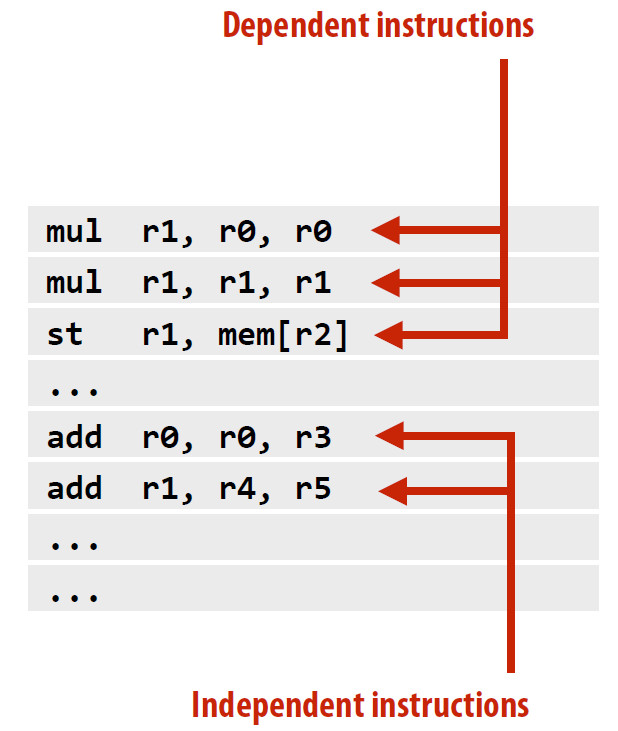 Dependent instructions
mul r1, r0, r0
mul r1, r1, r1
st r1, mem[r2]
...
add r0, r0, r3
add r1, r4, r5
...
...
Independent instructions